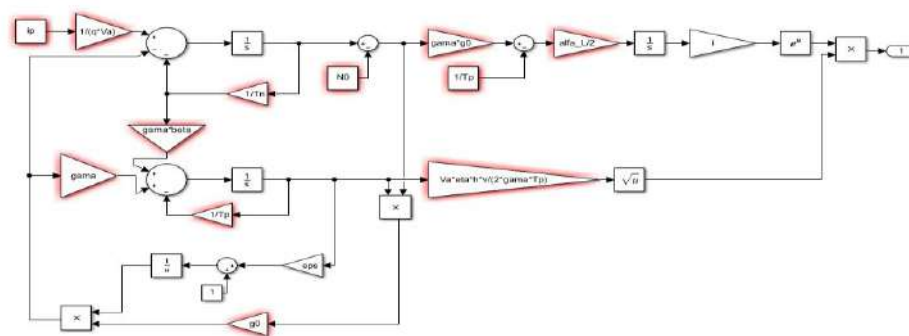 ip
1/(q*Va)
1/s
N0
gama*g0
1/Tp
alfa_L/2
1/s
i
e^u
×
1
1/Tn
gama*beta
gama
1/s
1/Tp
Va*eta*h*v/(2*gama*Tp)
×
eps
1
g0
×